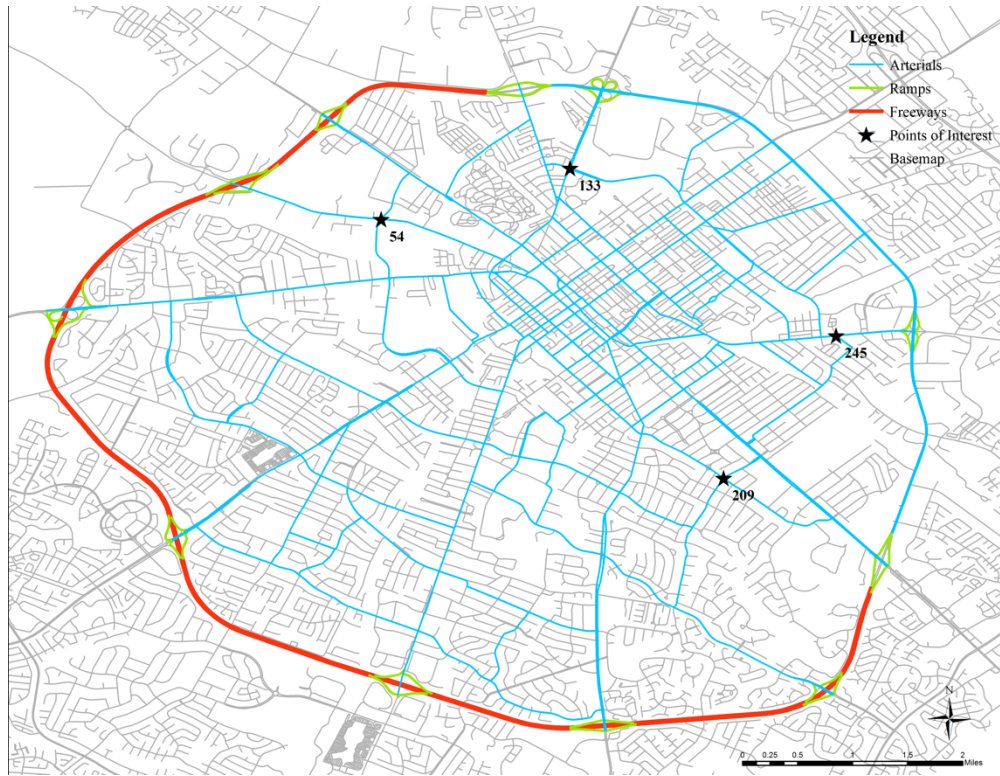 Legend
Arterials
Ramps
Freeways
Points of Interest
Basemap
133
54
245
209
N
0 0.25 0.5 1 1.5 2
Miles